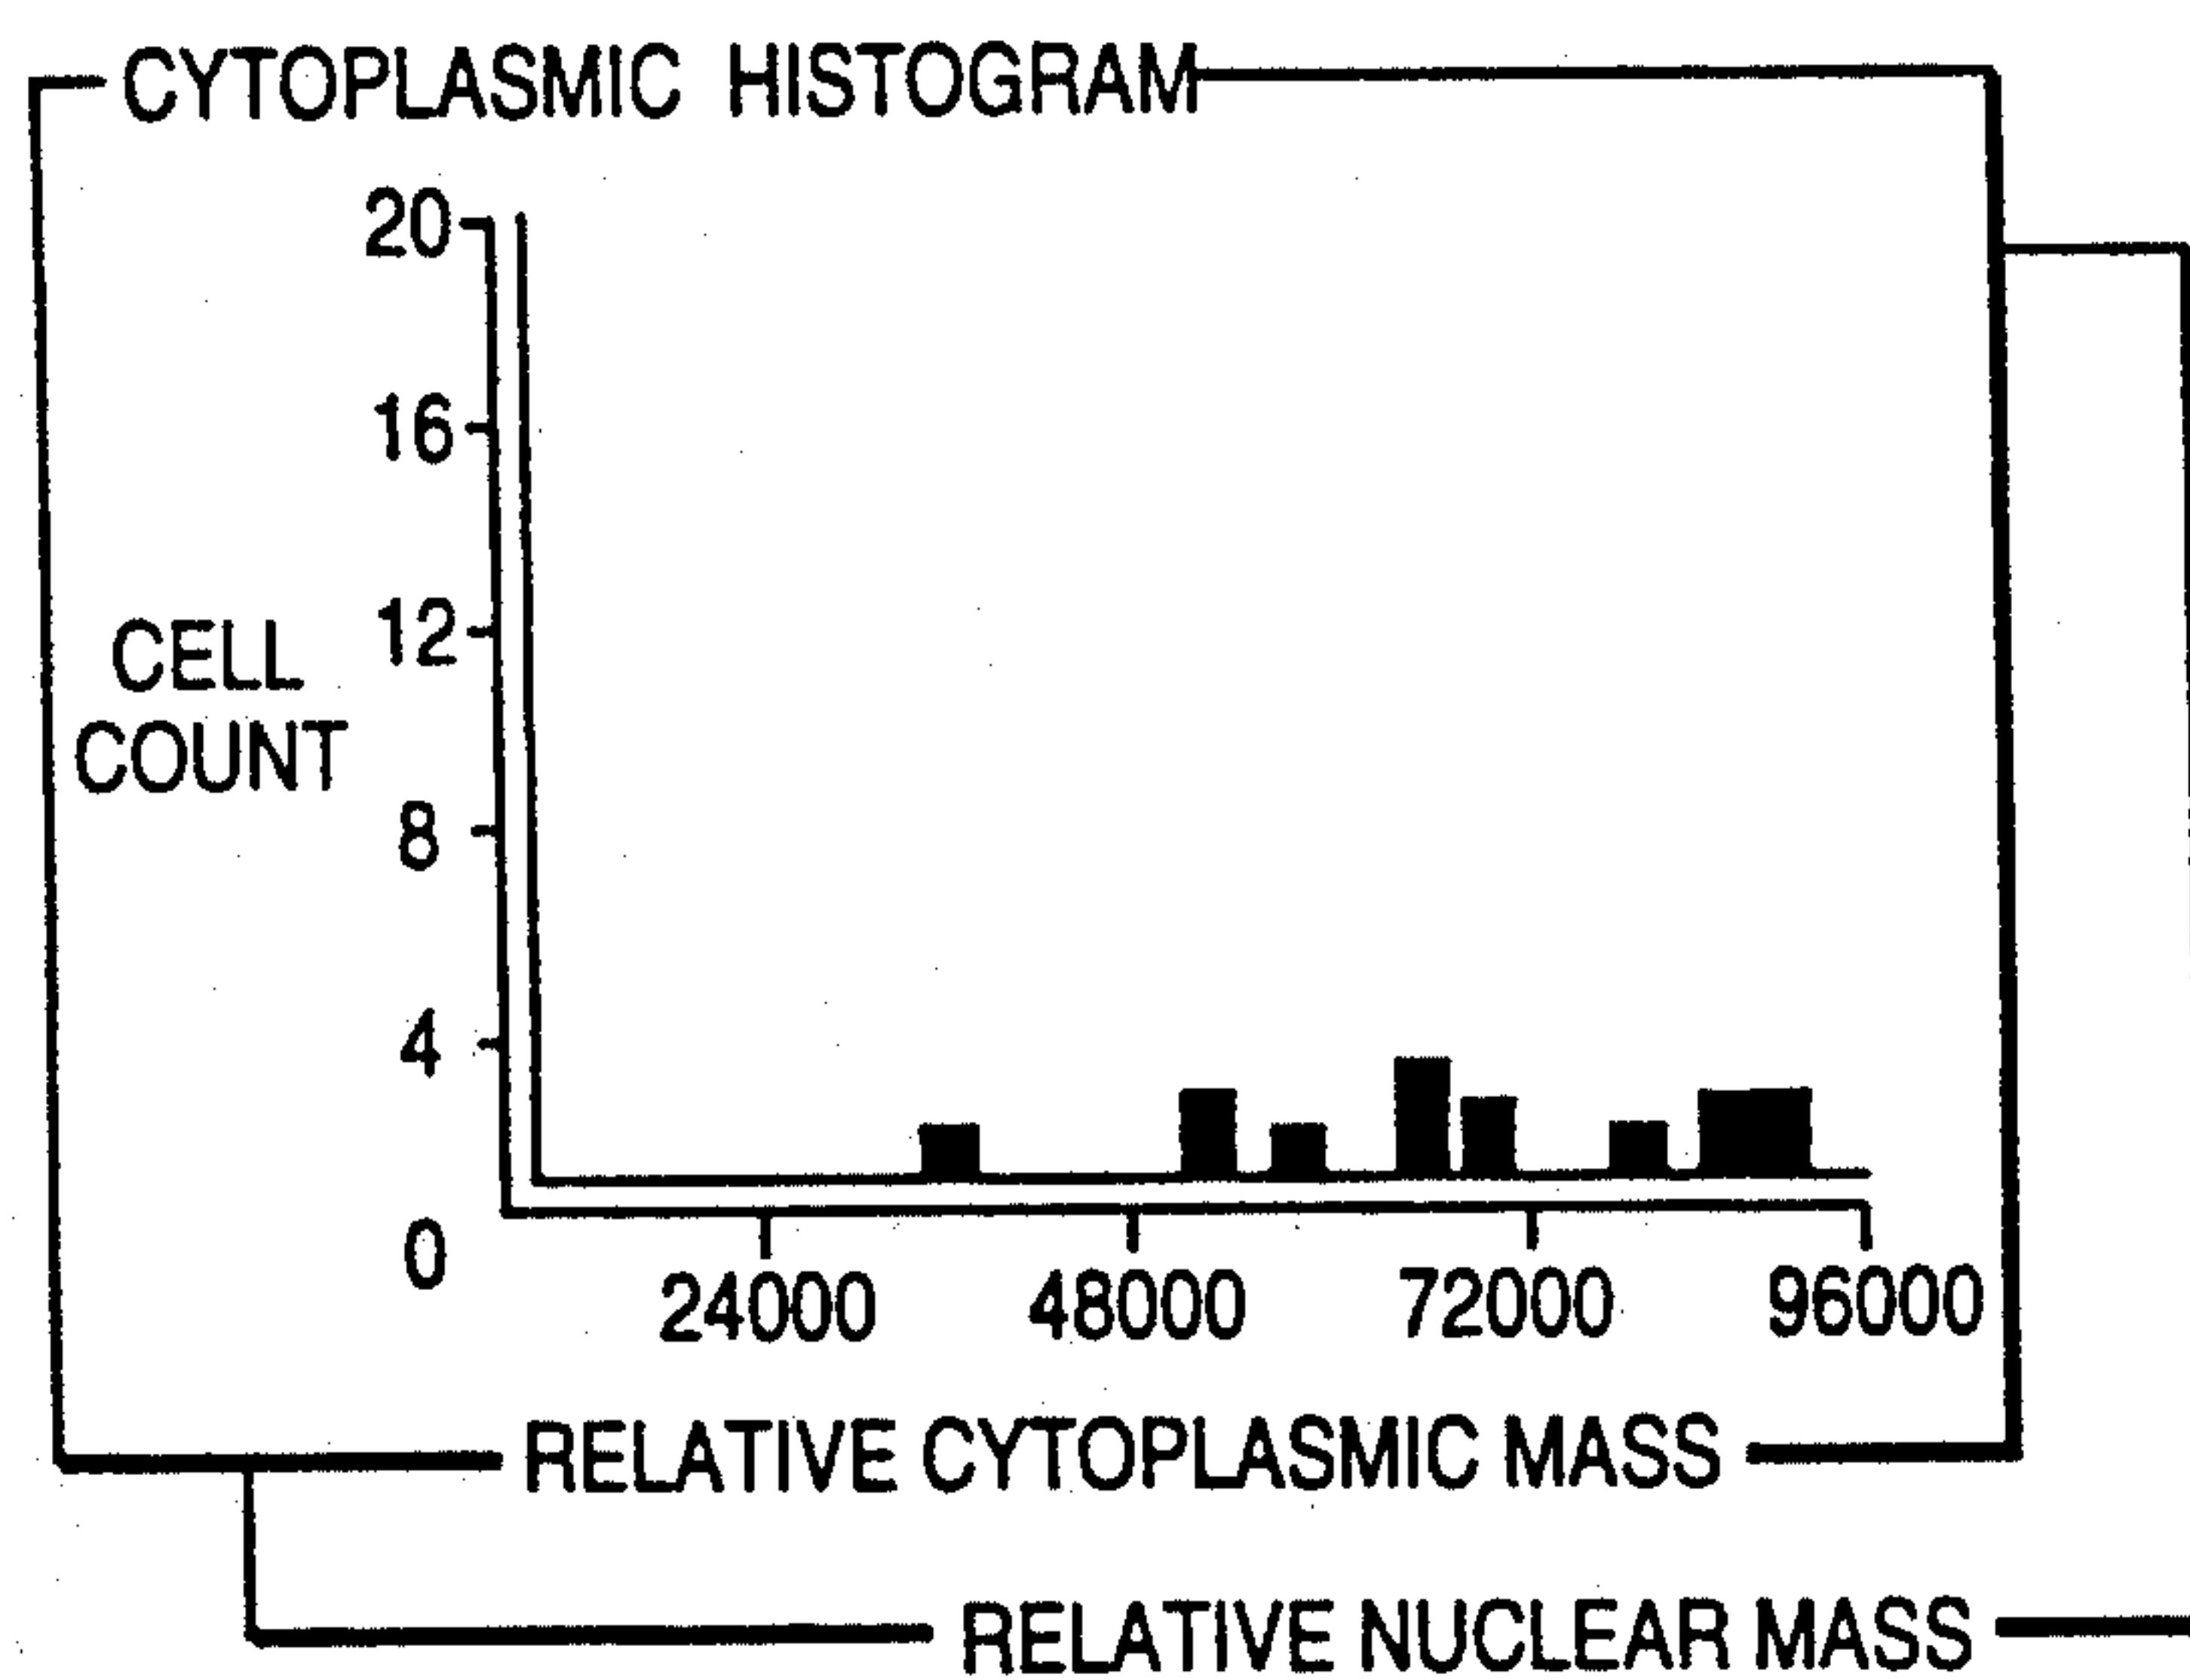 CYTOPLASMIC HISTOGRAM
20
16
12
CELL
COUNT
8
4
0
24000 48000 72000 96000
RELATIVE CYTOPLASMIC MASS
RELATIVE NUCLEAR MASS